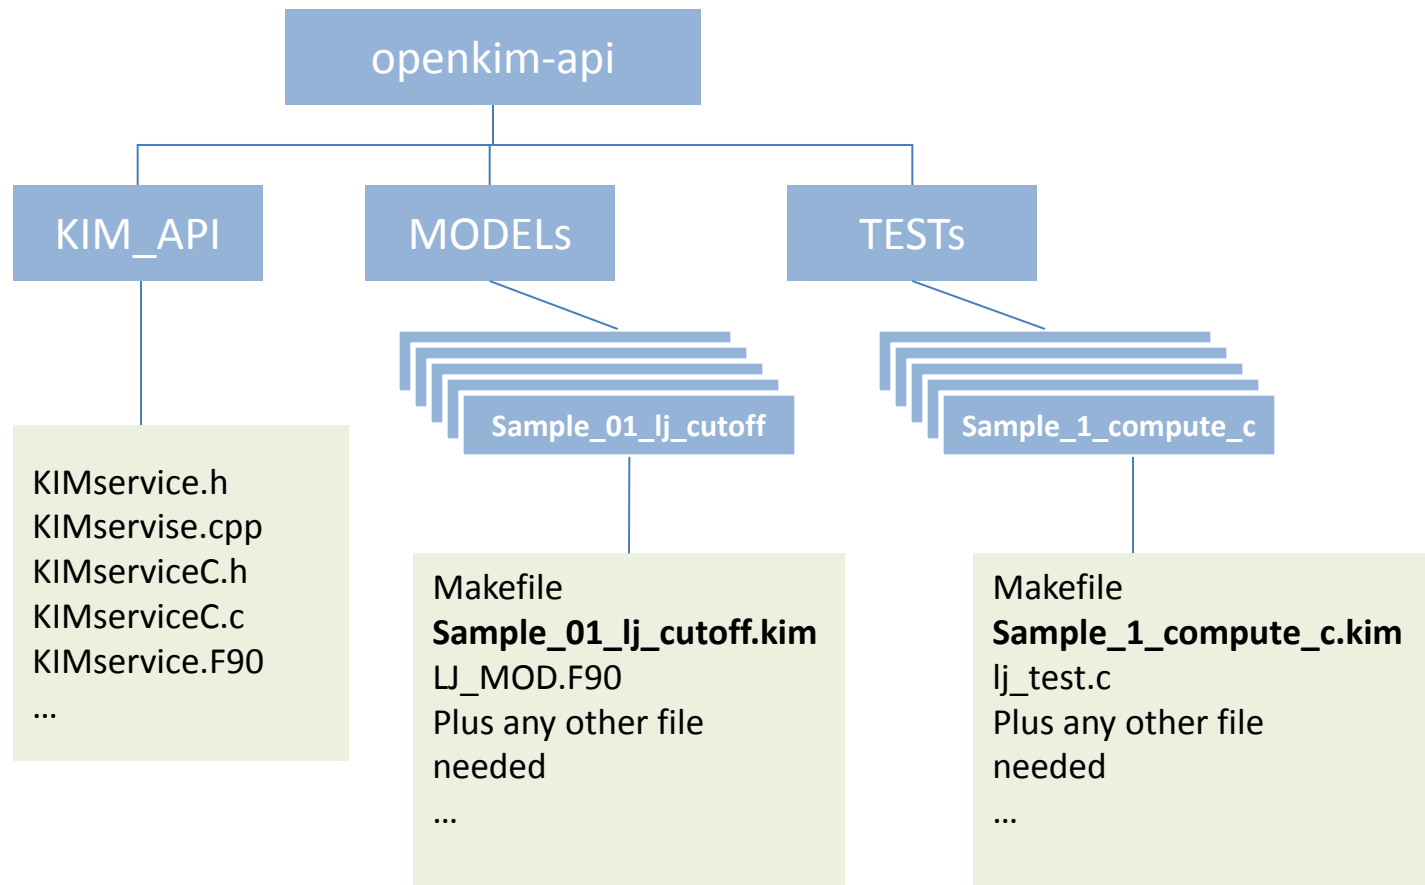 openkim-api
KIM_API
MODELs
TESTs
Sample_01_lj_cutoff
Sample_1_compute_c
KIMservice.h
KIMservise.cpp
KIMserviceC.h
KIMserviceC.c
KIMservice.F90
…
Makefile
Sample_01_lj_cutoff.kim
LJ_MOD.F90
Plus any other file
needed
…
Makefile
Sample_1_compute_c.kim
lj_test.c
Plus any other file
needed
…